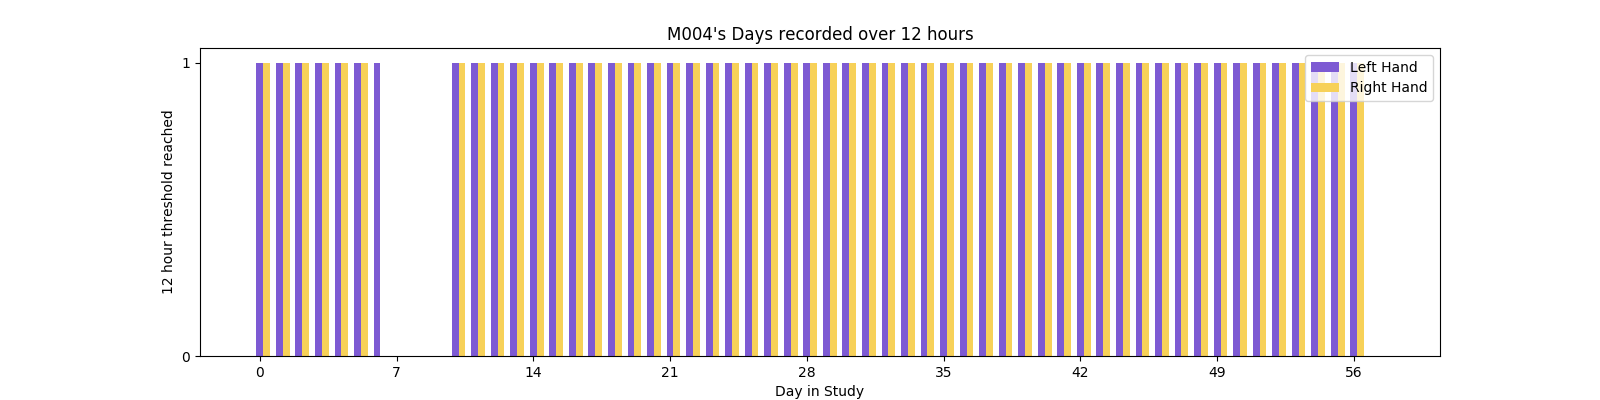 M004's Days recorded over 12 hours
1
0
12 hour threshold reached
Left Hand
Right Hand
0 7 14 21 28 35 42 49 56
Day in Study